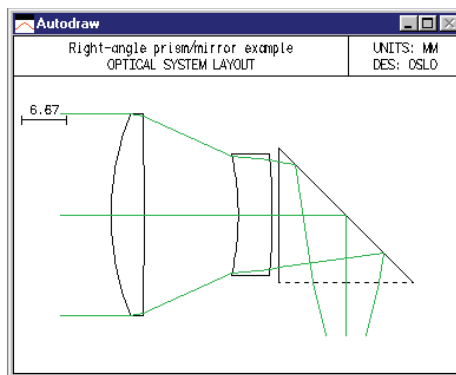 Autodraw
Right-angle prism/mirror example
OPTICAL SYSTEM LAYOUT
UNITS: MM
DES: OSLO
6.67